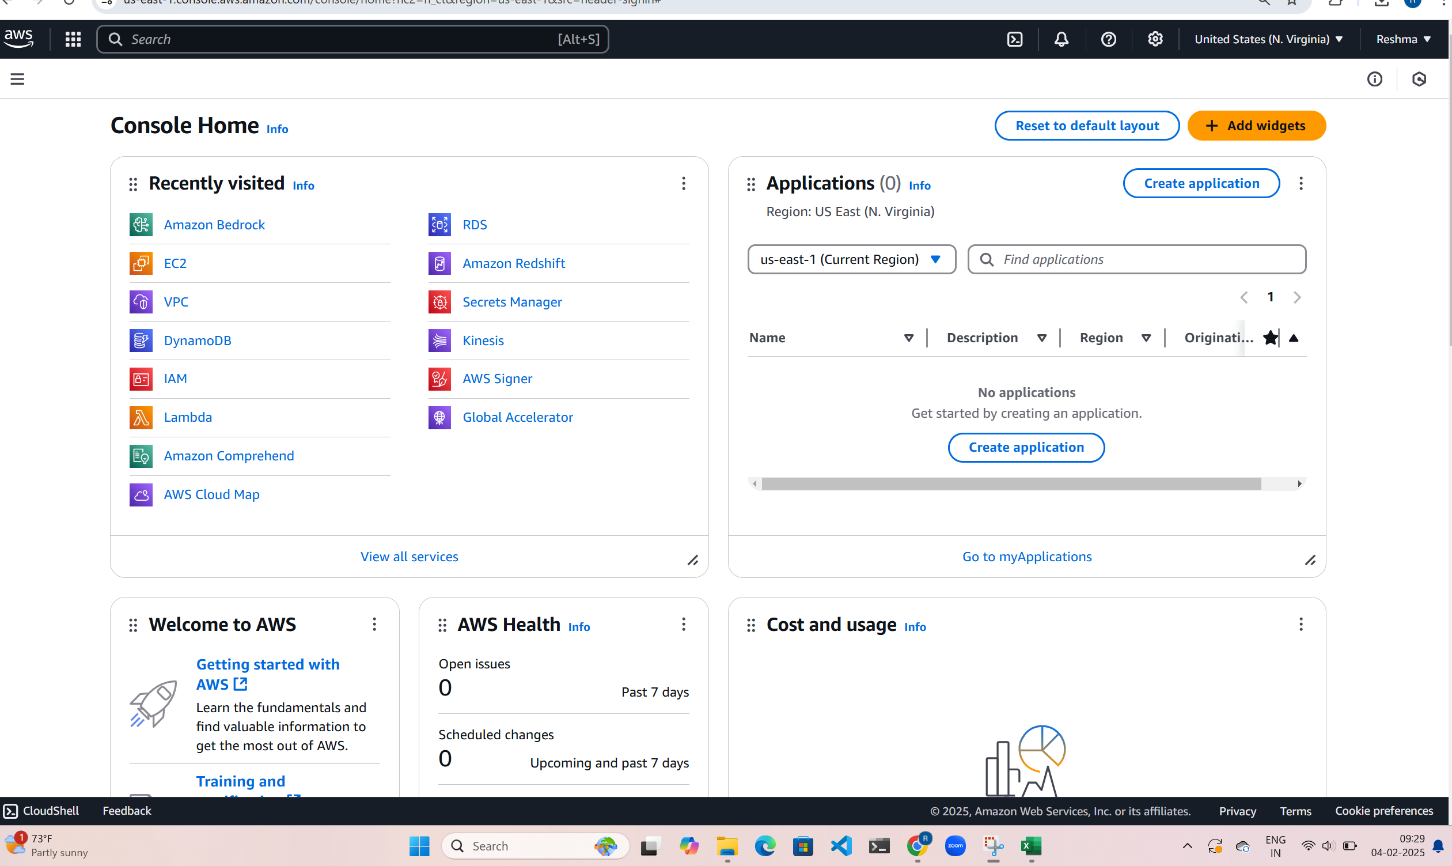 aws
Search
[Alt+S]
United States (N. Virginia)
Reshma
Console Home Info
Reset to default layout
+ Add widgets
Recently visited Info
Amazon Bedrock
EC2
VPC
DynamoDB
IAM
Lambda
Amazon Comprehend
AWS Cloud Map
RDS
Amazon Redshift
Secrets Manager
Kinesis
AWS Signer
Global Accelerator
View all services
Applications (0) Info
Create application
Region: US East (N. Virginia)
us-east-1 (Current Region)
Find applications
1
Name
Description
Region
Originati...
No applications
Get started by creating an application.
Create application
Go to myApplications
Welcome to AWS
Getting started with
AWS
Learn the fundamentals and
find valuable information to
get the most out of AWS.
Training and
AWS Health Info
Open issues
0
Past 7 days
Scheduled changes
0
Upcoming and past 7 days
Cost and usage Info
CloudShell
Feedback
© 2025, Amazon Web Services, Inc. or its affiliates.
Privacy
Terms
Cookie preferences
1
73°F
Partly sunny
Search
R
zoom
ENG
IN
09:29
04-02-2025